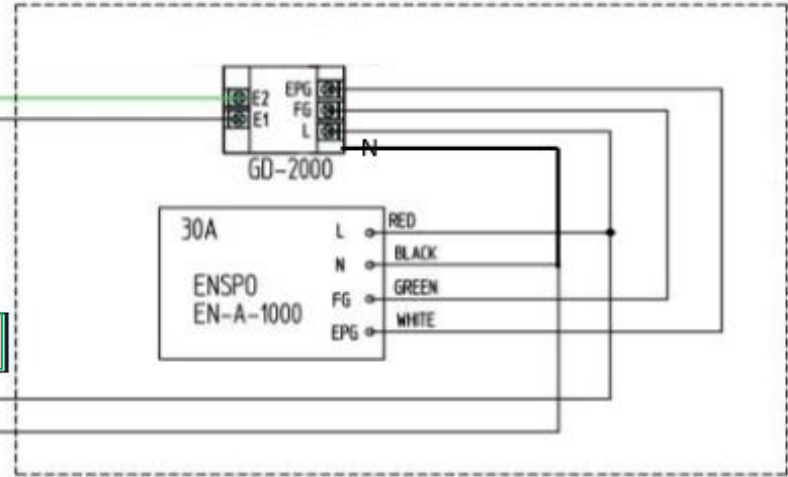 EPG
E2
FG
E1
L
N
GD-2000
30A
L
RED
N
BLACK
ENSPO
FG
GREEN
EN-A-1000
EPG
WHITE